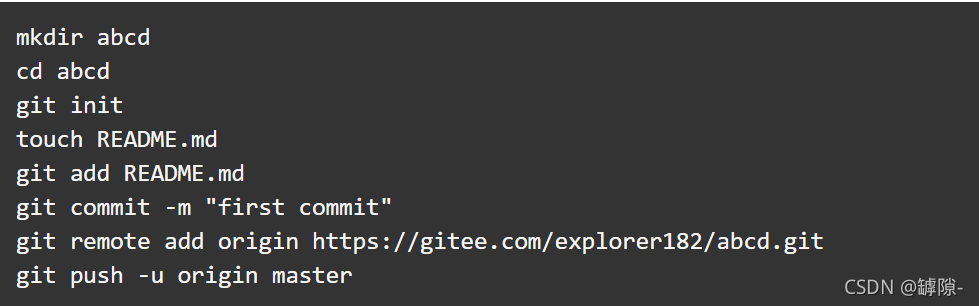 mkdir abcd
cd abcd
git init
touch README.md
git add README.md
git commit -m "first commit"
git remote add origin https://gitee.com/explorer182/abcd.git
git push -u origin master
CSDN @罅隙-